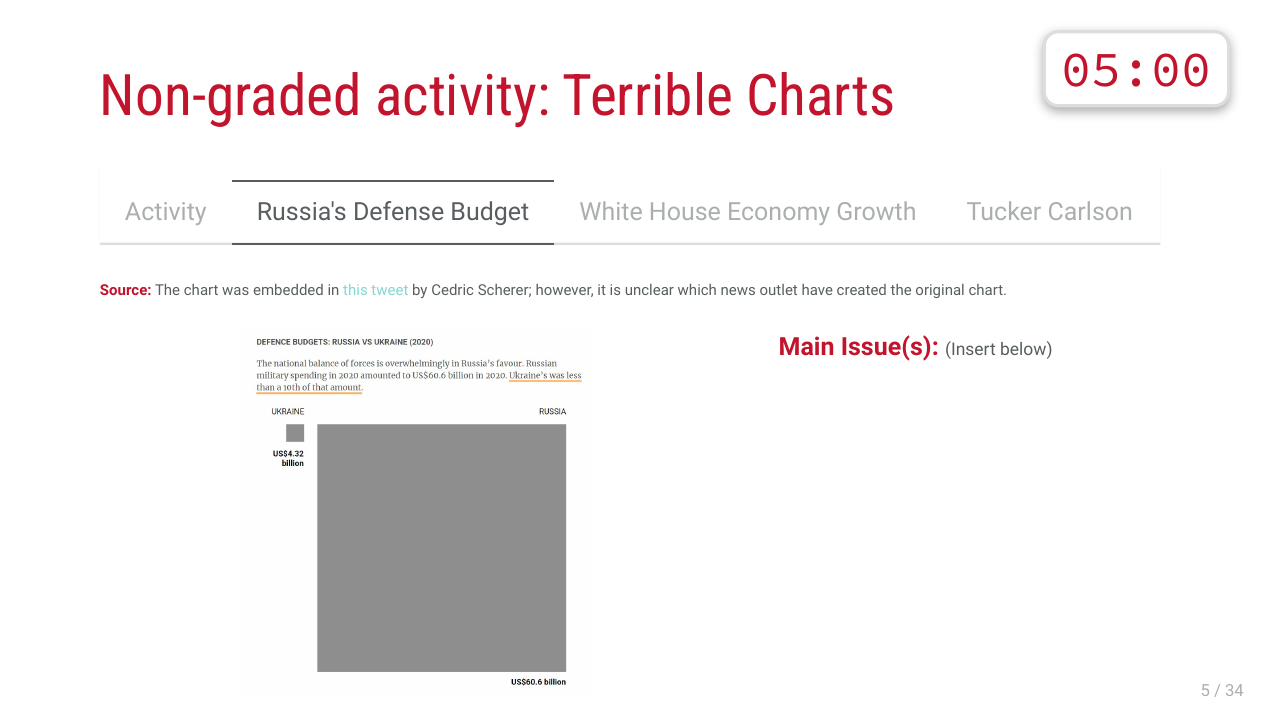 Non-graded activity: Terrible Charts
05:00
Activity
Russia's Defense Budget
White House Economy Growth
Tucker Carlson
Source: The chart was embedded in this tweet by Cedric Scherer; however, it is unclear which news outlet have created the original chart.
DEFENCE BUDGETS: RUSSIA VS UKRAINE (2020)
The national balance of forces is overwhelmingly in Russia's favour. Russian
military spending in 2020 amounted to US$60.6 billion in 2020. Ukraine's was less
than a 10th of that amount.
UKRAINE
RUSSIA
US$4.32
billion
US$60.6 billion
Main Issue(s): (Insert below)
5 / 34